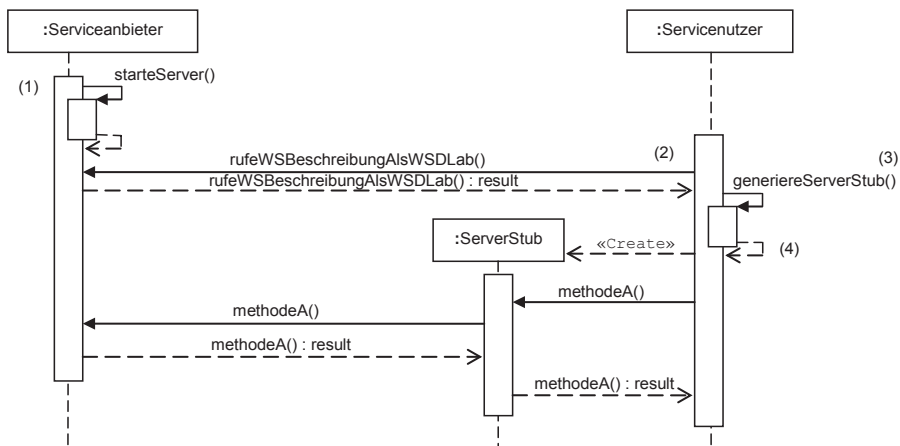 :Serviceanbieter
:Servicenutzer
starteServer()
(1)
(2)
(3)
rufeWSBeschreibungAlsWSDLab()
rufeWSBeschreibungAlsWSDLab() : result
generiereServerStub()
:ServerStub
«Create»
(4)
methodeA()
methodeA()
methodeA() : result
methodeA() : result